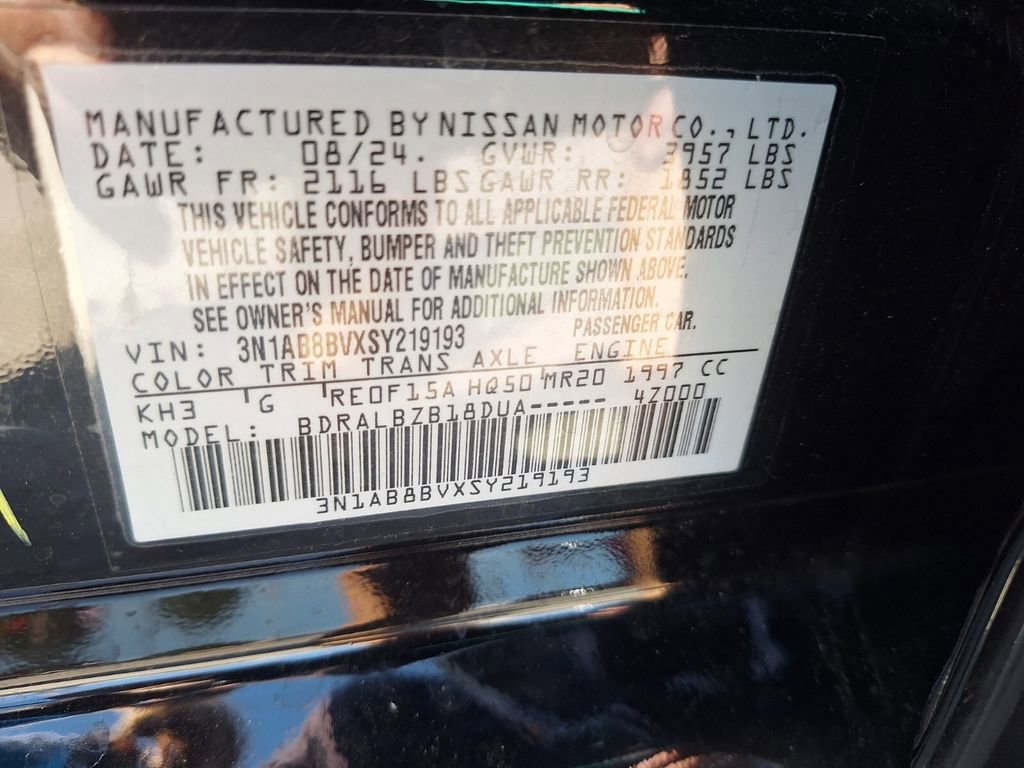 MANUFACTURED BY NISSAN MOTOR CO., LTD.
DATE: 08/24. GVWR: 3957 LBS
GAWR FR: 2116 LBS GAWR RR: 1852 LBS
THIS VEHICLE CONFORMS TO ALL APPLICABLE FEDERAL MOTOR
VEHICLE SAFETY, BUMPER AND THEFT PREVENTION STANDARDS
IN EFFECT ON THE DATE OF MANUFACTURE SHOWN ABOVE.
SEE OWNER'S MANUAL FOR ADDITIONAL INFORMATION.
VIN: 3N1AB8BVXSY219193 PASSENGER CAR.
COLOR TRIM TRANS AXLE ENGINE
KH3 G RE0F15A HQ50 MR20 1997 CC
MODEL: BDRALBZB18DUA----- 4Z000
3N1AB8BVXSY219193